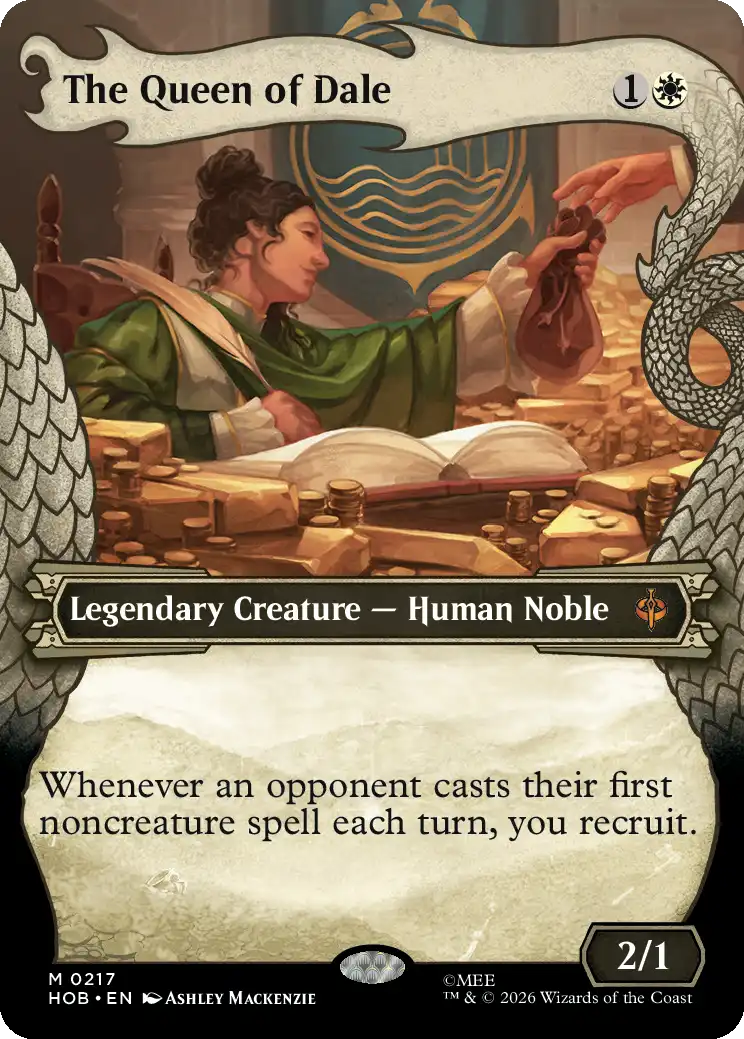 The Queen of Dale 1
Legendary Creature — Human Noble
Whenever an opponent casts their first
noncreature spell each turn, you recruit.
2/1
M 0217
HOB • EN Ashley Mackenzie
©MEE
™ & © 2026 Wizards of the Coast